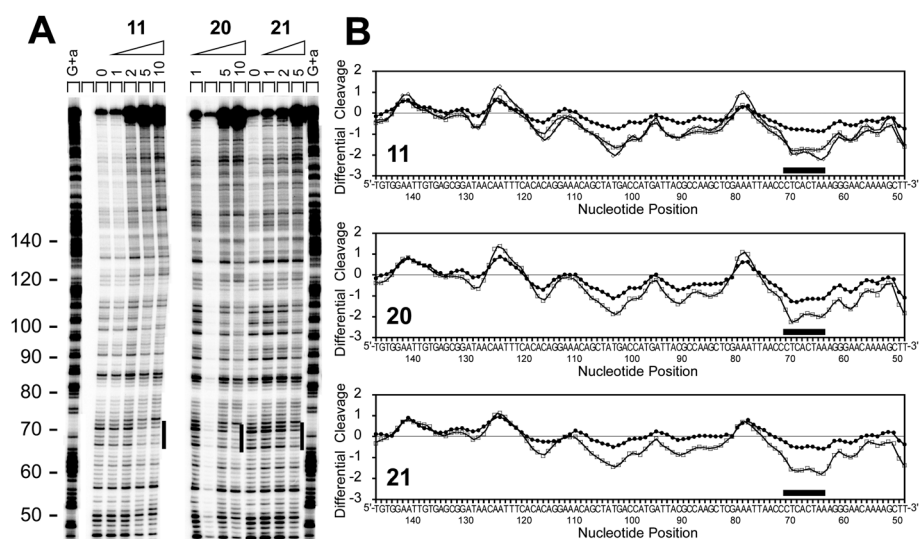 A
11
20
21
G+a
0
1
2
5
10
1
5
10
0
1
2
5
G+a
140
120
100
90
80
70
60
50
B
Differential Cleavage
2
1
0
-1
-2
-3
11
5'-TGTGGAATTGTGAGCGGATAACAATTTCACACAGGAAACAGCTATGACCATGATTACGCCAAGCTCGAAATTAACCCTCACTAAAGGGAACAAAAGCTT-3'
140 130 120 110 100 90 80 70 60 50
Nucleotide Position
Differential Cleavage
2
1
0
-1
-2
-3
20
5'-TGTGGAATTGTGAGCGGATAACAATTTCACACAGGAAACAGCTATGACCATGATTACGCCAAGCTCGAAATTAACCCTCACTAAAGGGAACAAAAGCTT-3'
140 130 120 110 100 90 80 70 60 50
Nucleotide Position
Differential Cleavage
2
1
0
-1
-2
-3
21
5'-TGTGGAATTGTGAGCGGATAACAATTTCACACAGGAAACAGCTATGACCATGATTACGCCAAGCTCGAAATTAACCCTCACTAAAGGGAACAAAAGCTT-3'
140 130 120 110 100 90 80 70 60 50
Nucleotide Position